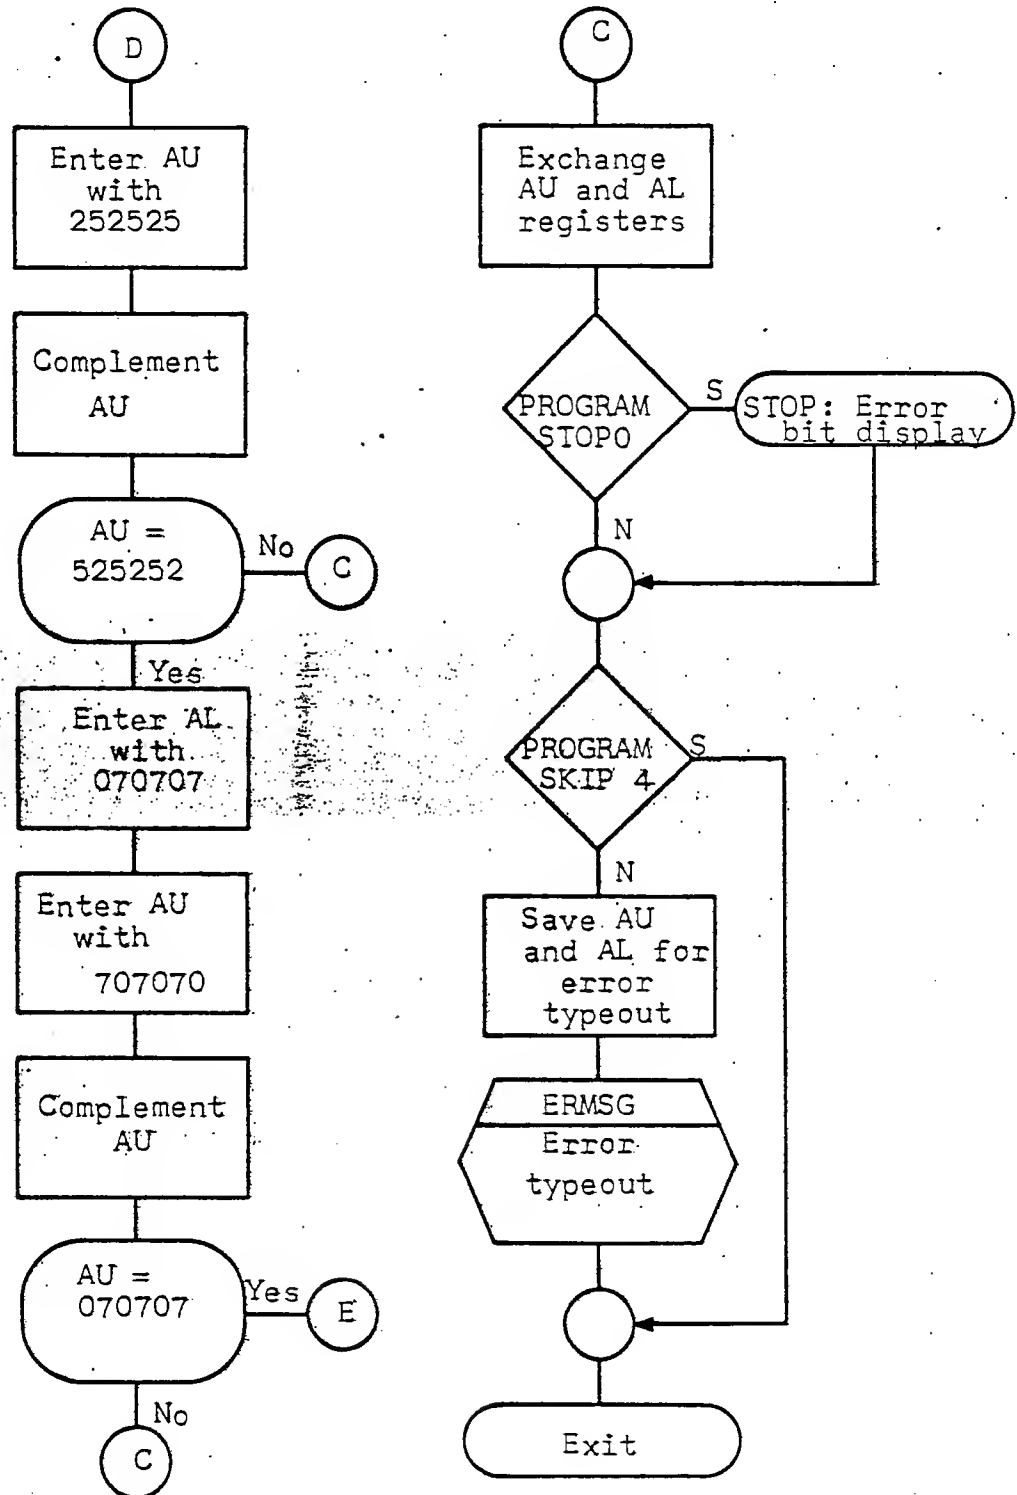 D
Enter AU
with
252525
Complement
AU
AU =
525252
No
C
Yes
Enter AL
with
070707
Enter AU
with
707070
Complement
AU
AU =
070707
Yes
E
No
C
C
Exchange
AU and AL
registers
PROGRAM
STOP0
S
STOP: Error
bit display
N
PROGRAM
SKIP 4
S
N
Save AU
and AL for
error
typeout
ERMSG
Error
typeout
Exit